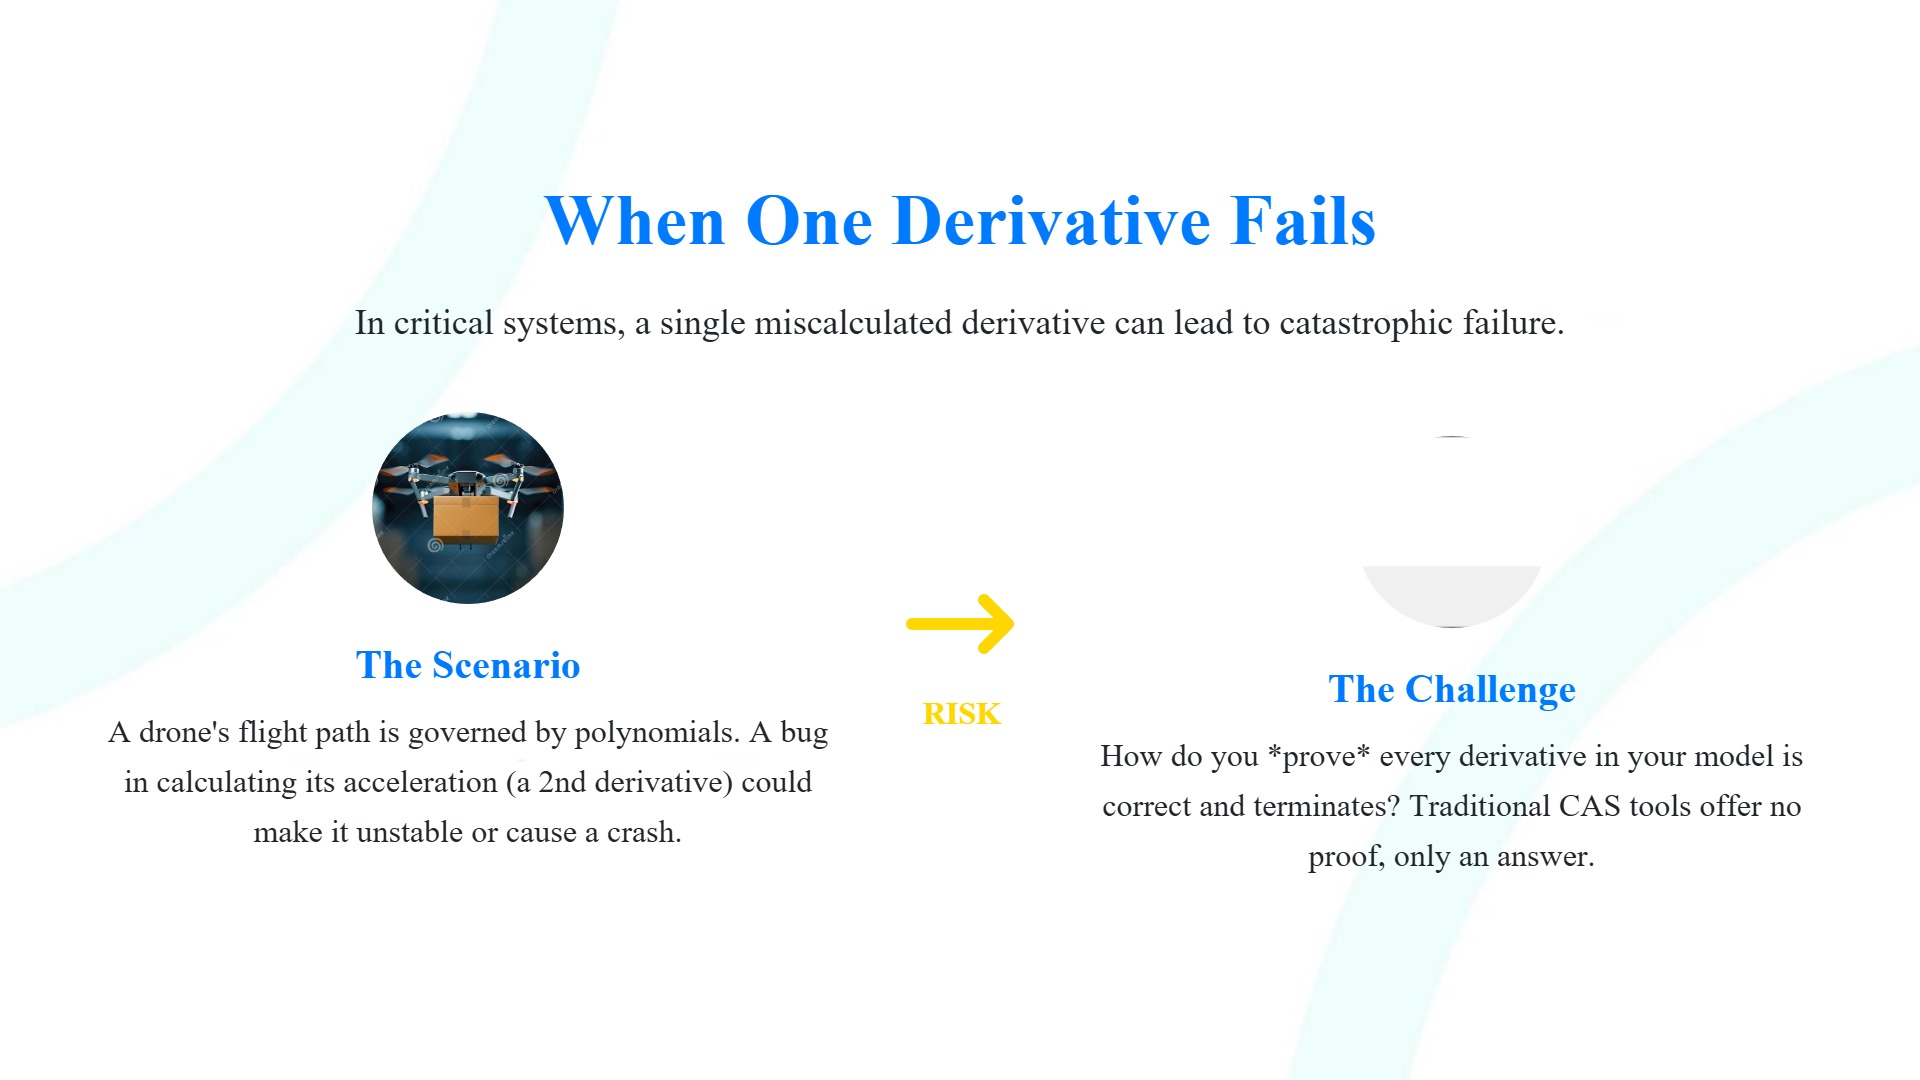 When One Derivative Fails
In critical systems, a single miscalculated derivative can lead to catastrophic failure.
The Scenario
A drone's flight path is governed by polynomials. A bug
in calculating its acceleration (a 2nd derivative) could
make it unstable or cause a crash.
RISK
The Challenge
How do you *prove* every derivative in your model is
correct and terminates? Traditional CAS tools offer no
proof, only an answer.